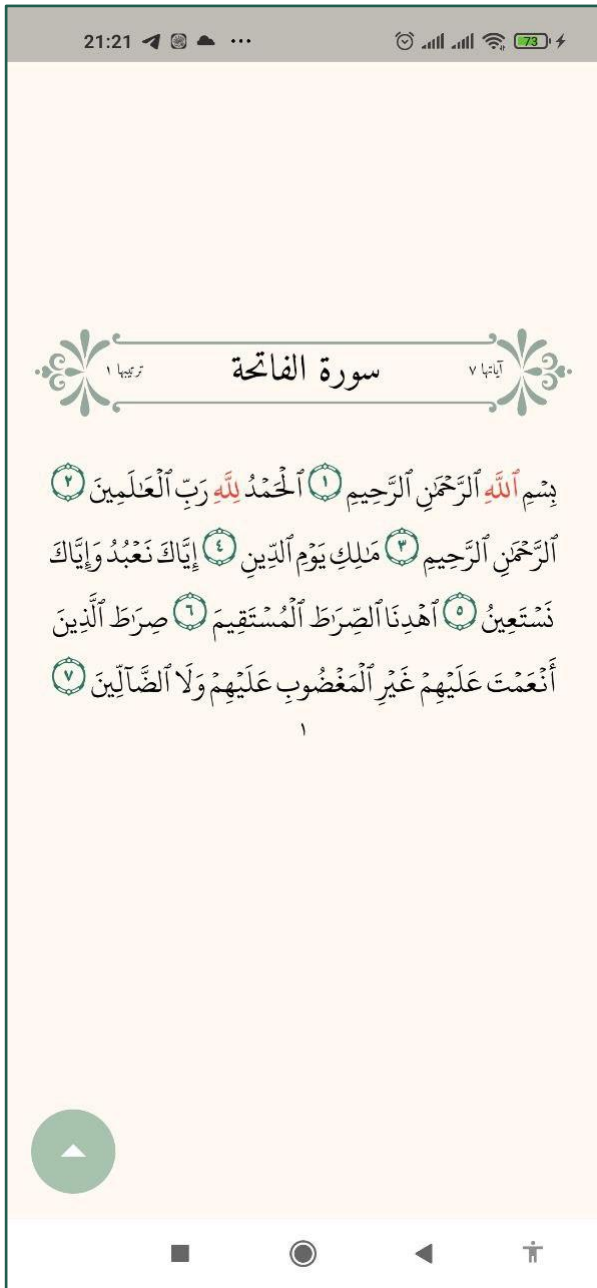 21:21 ... 73
آياتها ٧ سورة الفاتحة ترتيبها ١
بِسْمِ ٱللَّهِ ٱلرَّحْمَٰنِ ٱلرَّحِيمِ ١ ٱلْحَمْدُ لِلَّهِ رَبِّ ٱلْعَٰلَمِينَ ٢
ٱلرَّحْمَٰنِ ٱلرَّحِيمِ ٣ مَٰلِكِ يَوْمِ ٱلدِّينِ ٤ إِيَّاكَ نَعْبُدُ وَإِيَّاكَ
نَسْتَعِينُ ٥ ٱهْدِنَا ٱلصِّرَٰطَ ٱلْمُسْتَقِيمَ ٦ صِرَٰطَ ٱلَّذِينَ
أَنْعَمْتَ عَلَيْهِمْ غَيْرِ ٱلْمَغْضُوبِ عَلَيْهِمْ وَلَا ٱلضَّآلِّينَ ٧
١